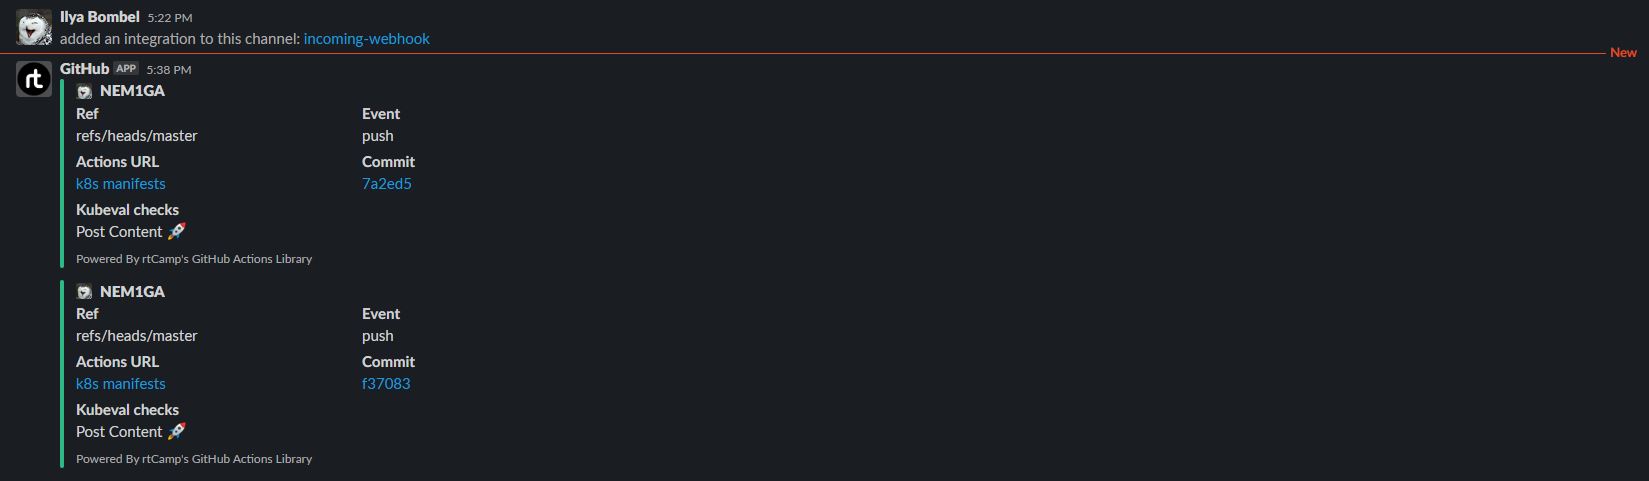 Ilya Bombel 5:22 PM
added an integration to this channel: incoming-webhook
New
rt
GitHub APP 5:38 PM
NEM1GA
Ref Event
refs/heads/master push
Actions URL Commit
k8s manifests 7a2ed5
Kubeval checks
Post Content 🚀
Powered By rtCamp's GitHub Actions Library
NEM1GA
Ref Event
refs/heads/master push
Actions URL Commit
k8s manifests f37083
Kubeval checks
Post Content 🚀
Powered By rtCamp's GitHub Actions Library